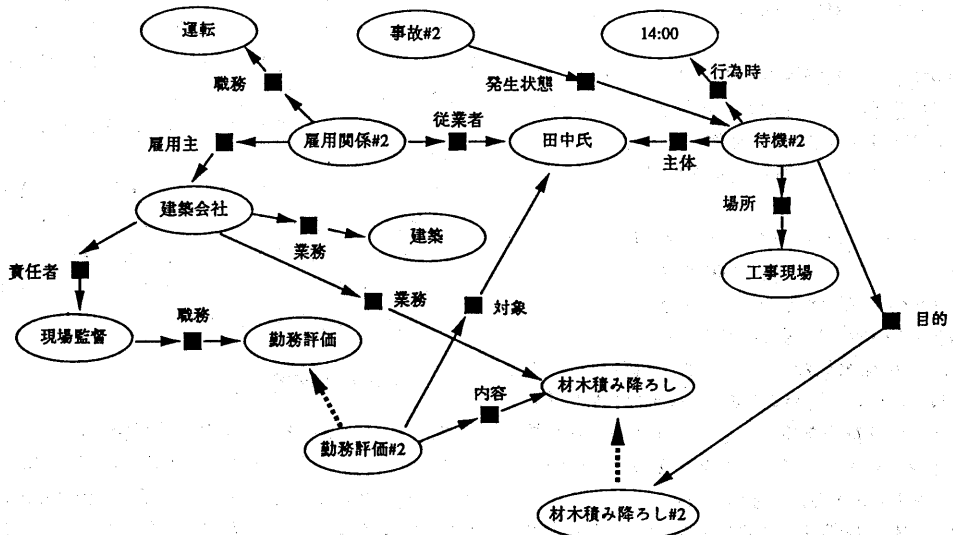 運転
事故#2
14:00
職務
発生状態
行為時
雇用主
雇用関係#2
従業者
田中氏
主体
待機#2
建築会社
業務
建築
場所
工事現場
責任者
業務
対象
目的
現場監督
職務
勤務評価
内容
材木積み降ろし
勤務評価#2
材木積み降ろし#2